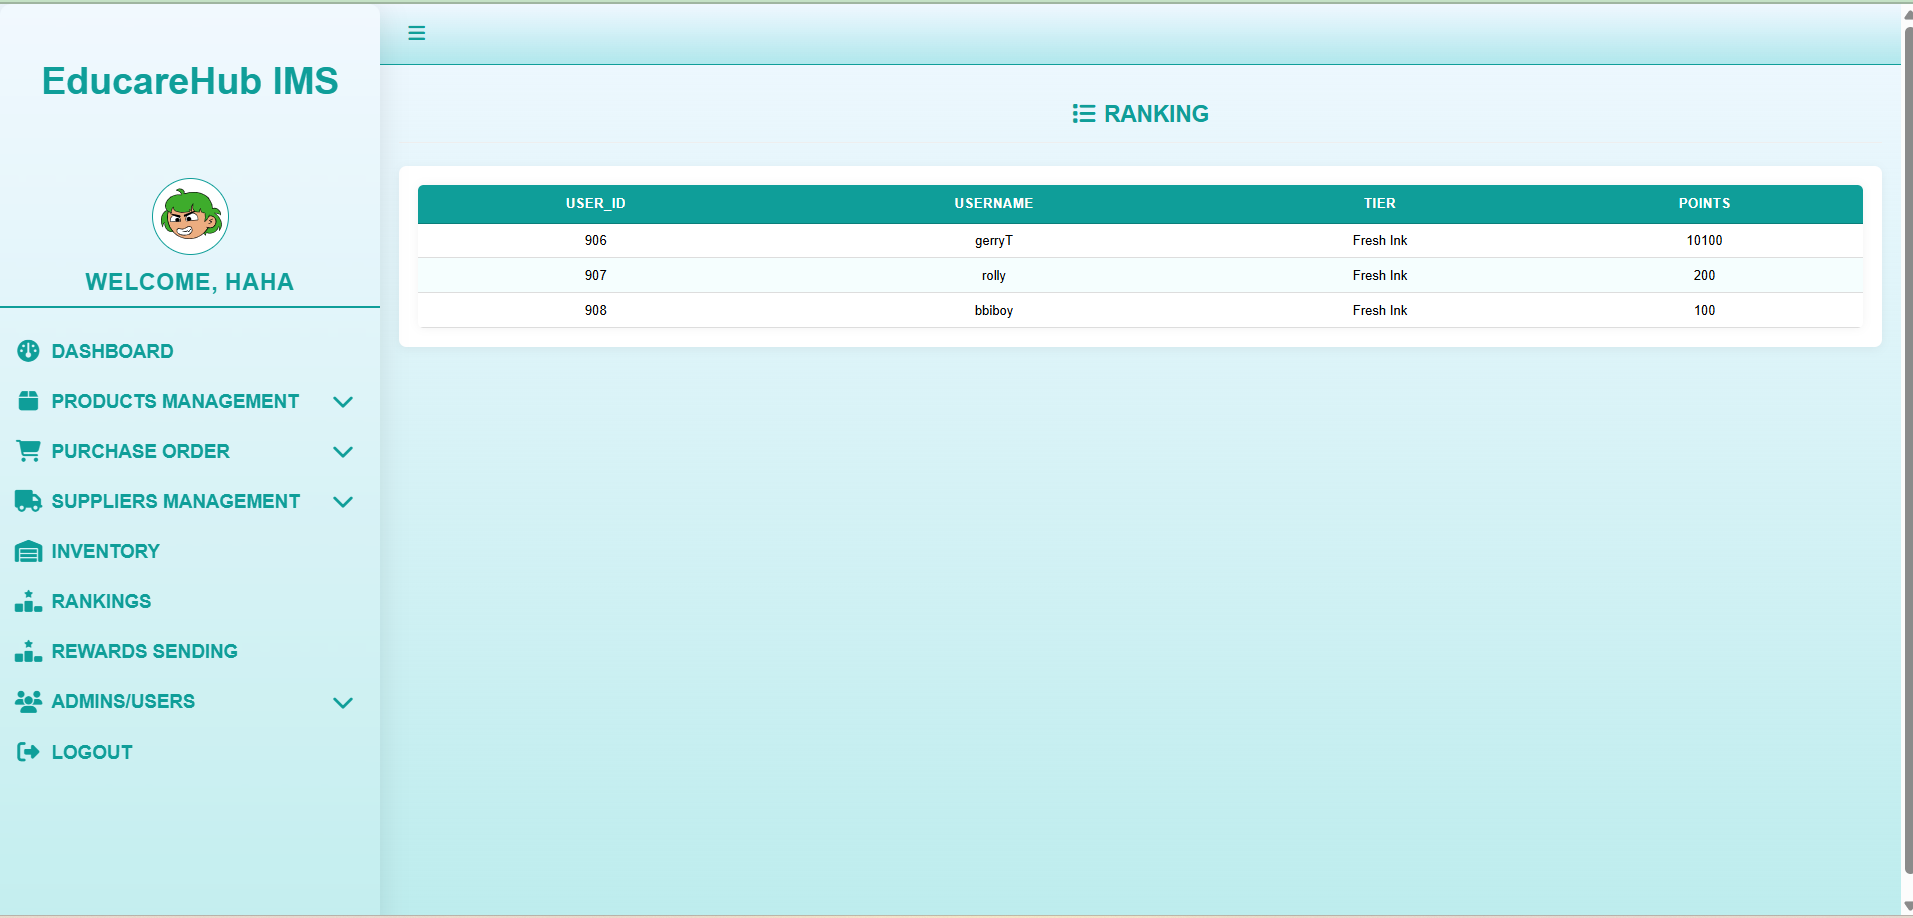 EducareHub IMS
WELCOME, HAHA
DASHBOARD
PRODUCTS MANAGEMENT
PURCHASE ORDER
SUPPLIERS MANAGEMENT
INVENTORY
RANKINGS
REWARDS SENDING
ADMINS/USERS
LOGOUT
RANKING
USER_ID USERNAME TIER POINTS
906 gerryT Fresh Ink 10100
907 rolly Fresh Ink 200
908 bbiboy Fresh Ink 100